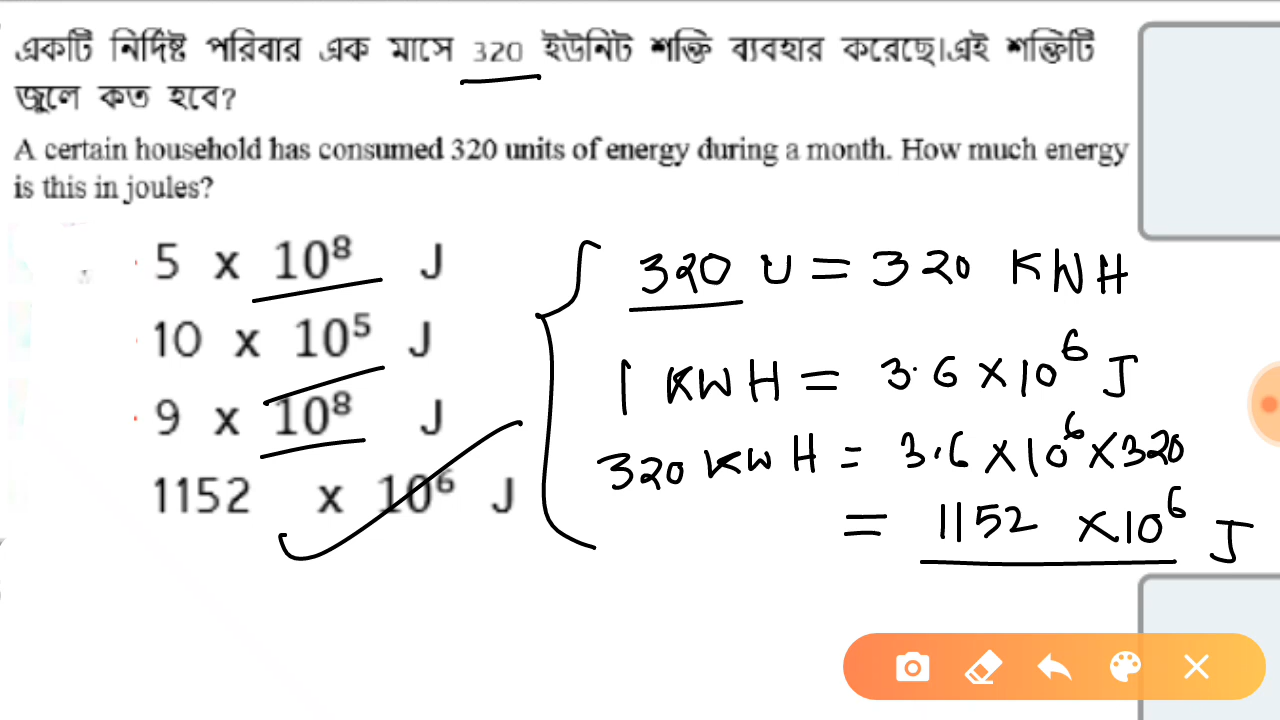 একটি নির্দিষ্ট পরিবার এক মাসে 320 ইউনিট শক্তি ব্যবহার করেছে।এই শক্তিটি
জুলে কত হবে?
A certain household has consumed 320 units of energy during a month. How much energy
is this in joules?
5 x 10⁸ J
10 x 10⁵ J
9 x 10⁸ J
1152 x 10⁶ J
320 U = 320 KWH
1 KWH = 3.6 × 10⁶ J
320 KWH = 3.6 × 10⁶ × 320
= 1152 × 10⁶ J